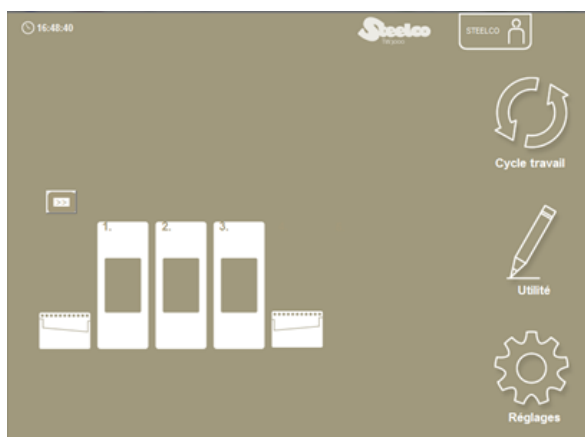 16:48:40
Steelco
STEELCO
Cycle travail
>>
1. 2. 3.
Utilité
Réglages